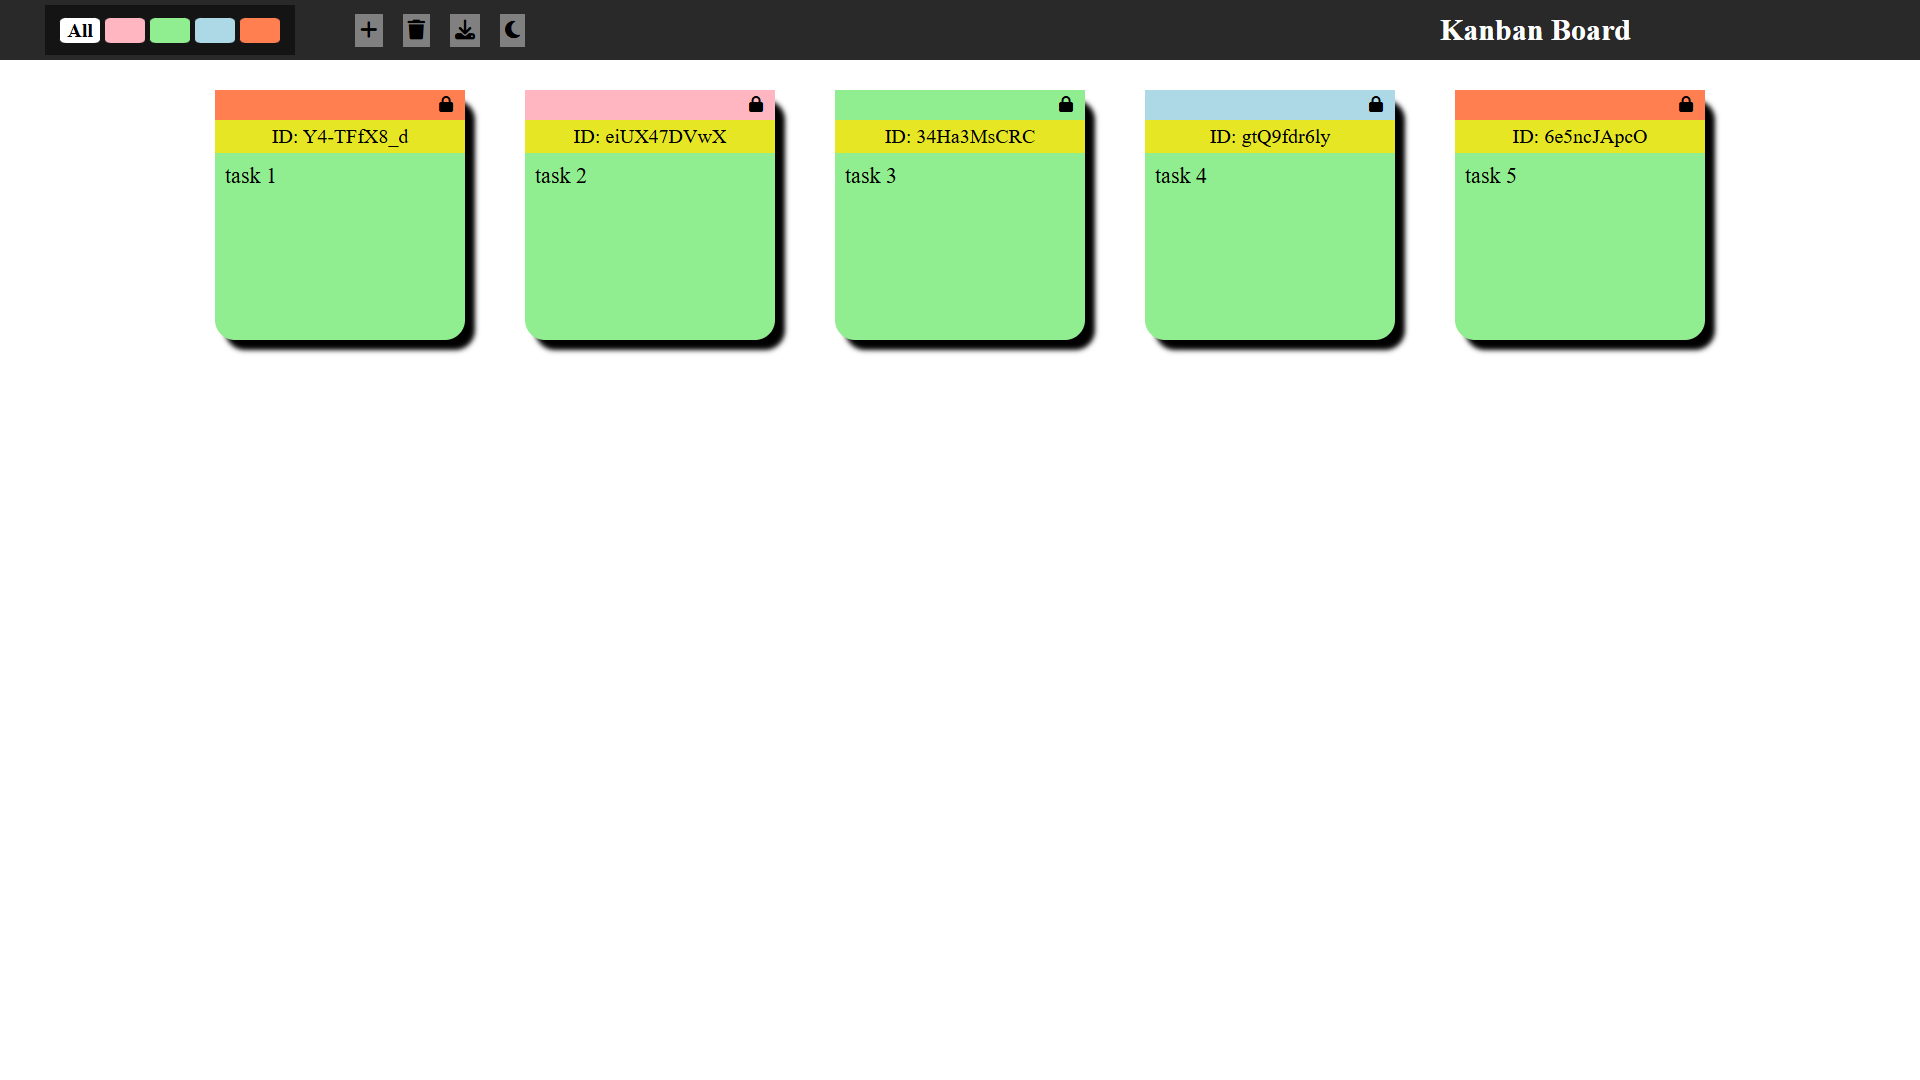 All
Kanban Board
ID: Y4-TFfX8_d
task 1
ID: eiUX47DVwX
task 2
ID: 34Ha3MsCRC
task 3
ID: gtQ9fdr6ly
task 4
ID: 6e5ncJApcO
task 5